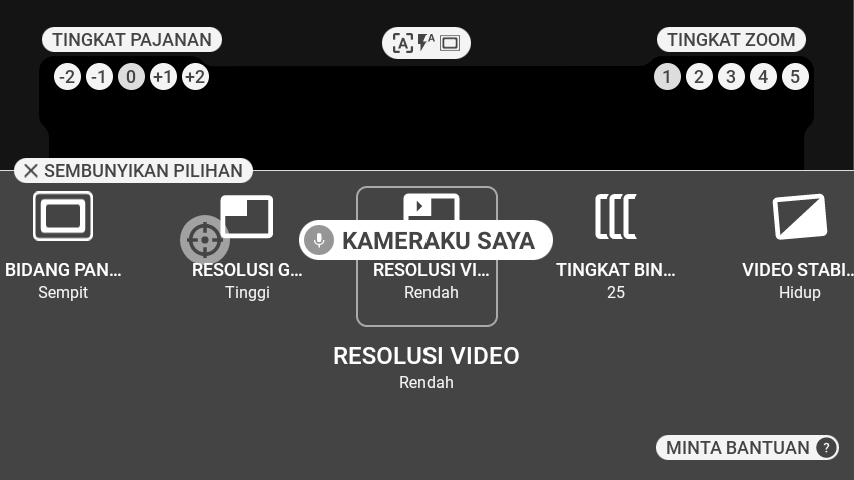 TINGKAT PAJANAN
A A
TINGKAT ZOOM
-2 -1 0 +1 +2
1 2 3 4 5
SEMBUNYIKAN PILIHAN
KAMERAKU SAYA
BIDANG PAN... RESOLUSI G... RESOLUSI VI... TINGKAT BIN... VIDEO STABI...
Sempit Tinggi Rendah 25 Hidup
RESOLUSI VIDEO
Rendah
MINTA BANTUAN ?